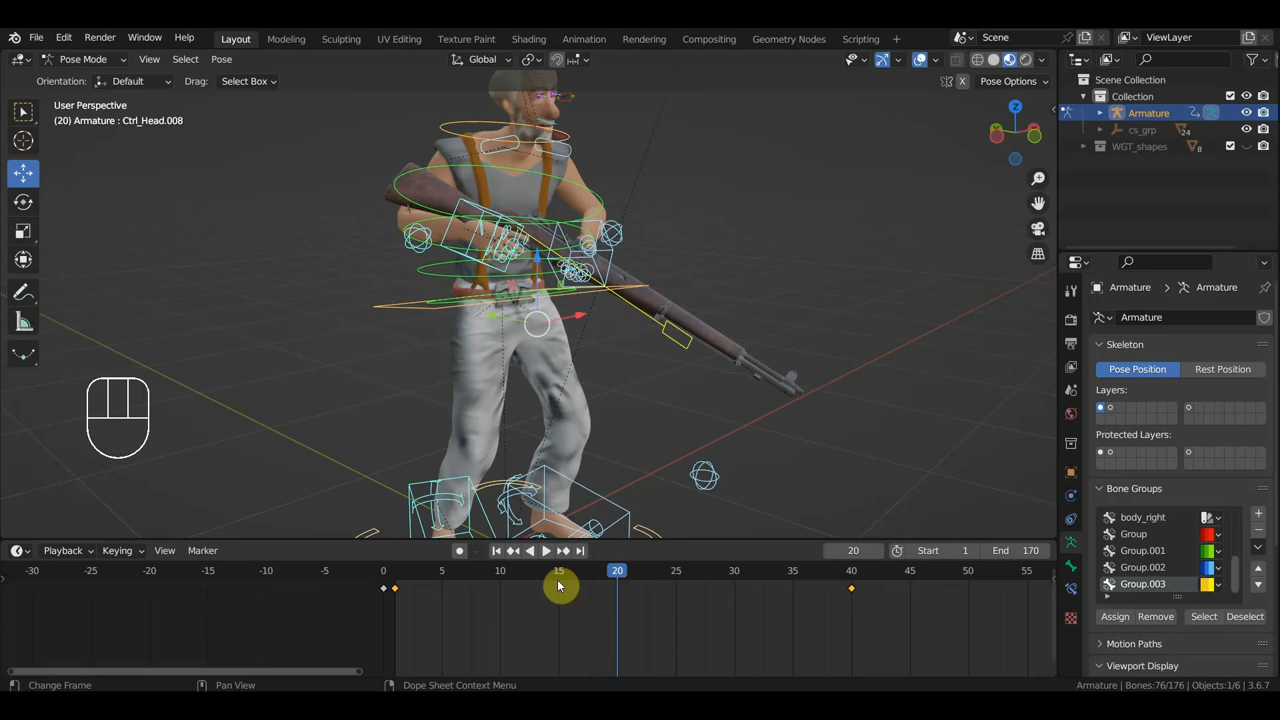 File Edit Render Window Help Layout Modeling Sculpting UV Editing Texture Paint Shading Animation Rendering Compositing Geometry Nodes Scripting + Scene ViewLayer
Pose Mode View Select Pose Global
Orientation: Default Drag: Select Box X Pose Options
User Perspective
(20) Armature : Ctrl_Head.008
Z
Scene Collection
Collection
Armature
cs_grp 24
WGT_shapes 8
Armature > Armature
Armature
Skeleton
Pose Position Rest Position
Layers:
Protected Layers:
Bone Groups
body_right
Group
Group.001
Group.002
Group.003
Assign Remove Select Deselect
Motion Paths
Viewport Display
Playback Keying View Marker 20 Start 1 End 170
-30 -25 -20 -15 -10 -5 0 5 10 15 20 25 30 35 40 45 50 55
Change Frame Pan View Dope Sheet Context Menu Armature | Bones:76/176 | Objects:1/6 | 3.6.7